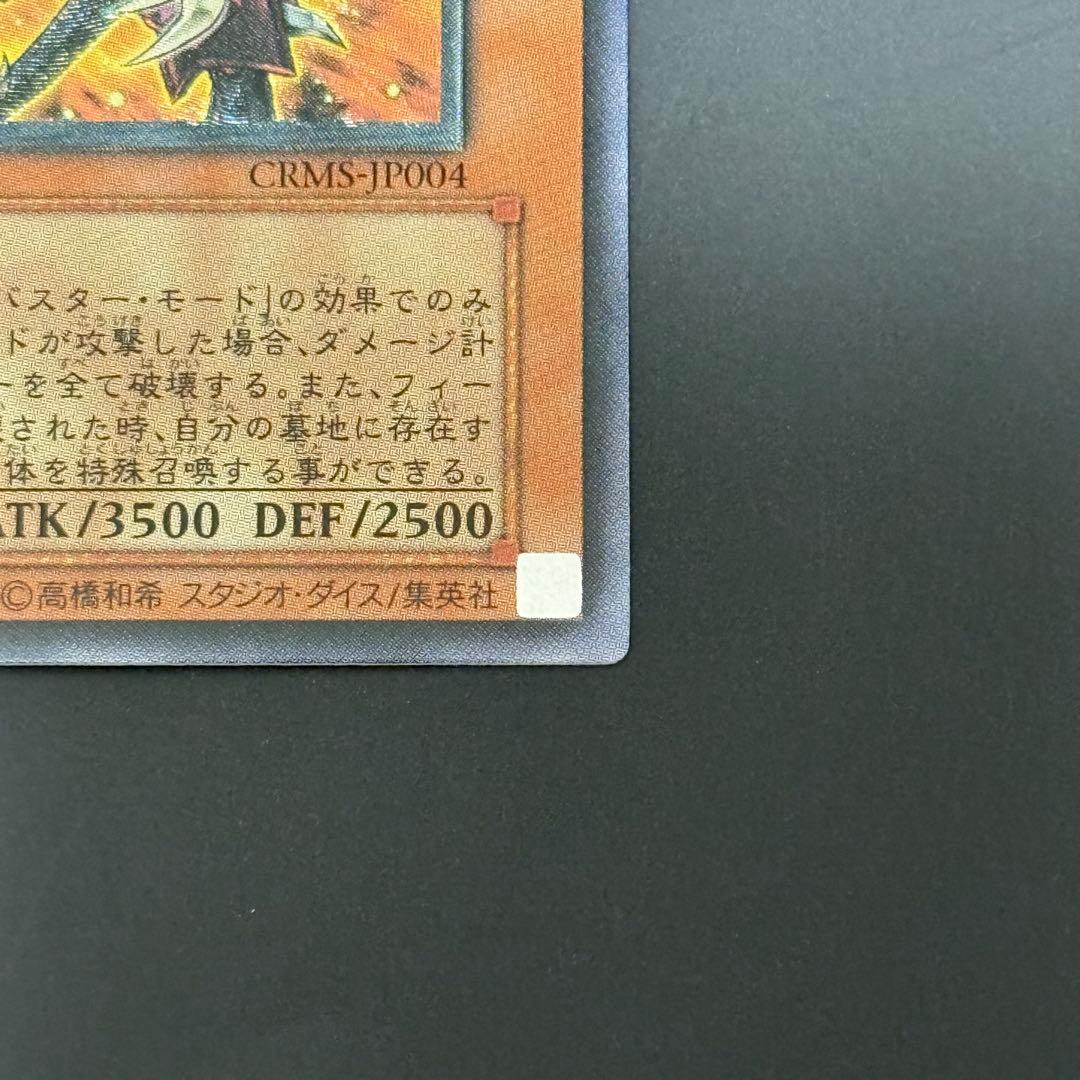 CRMS-JP004
バスター・モード」の効果でのみ
ドが攻撃した場合、ダメージ計
ーを全て破壊する。また、フィー
された時、自分の墓地に存在す
体を特殊召喚する事ができる。
ATK/3500 DEF/2500
©高橋和希 スタジオ・ダイス/集英社